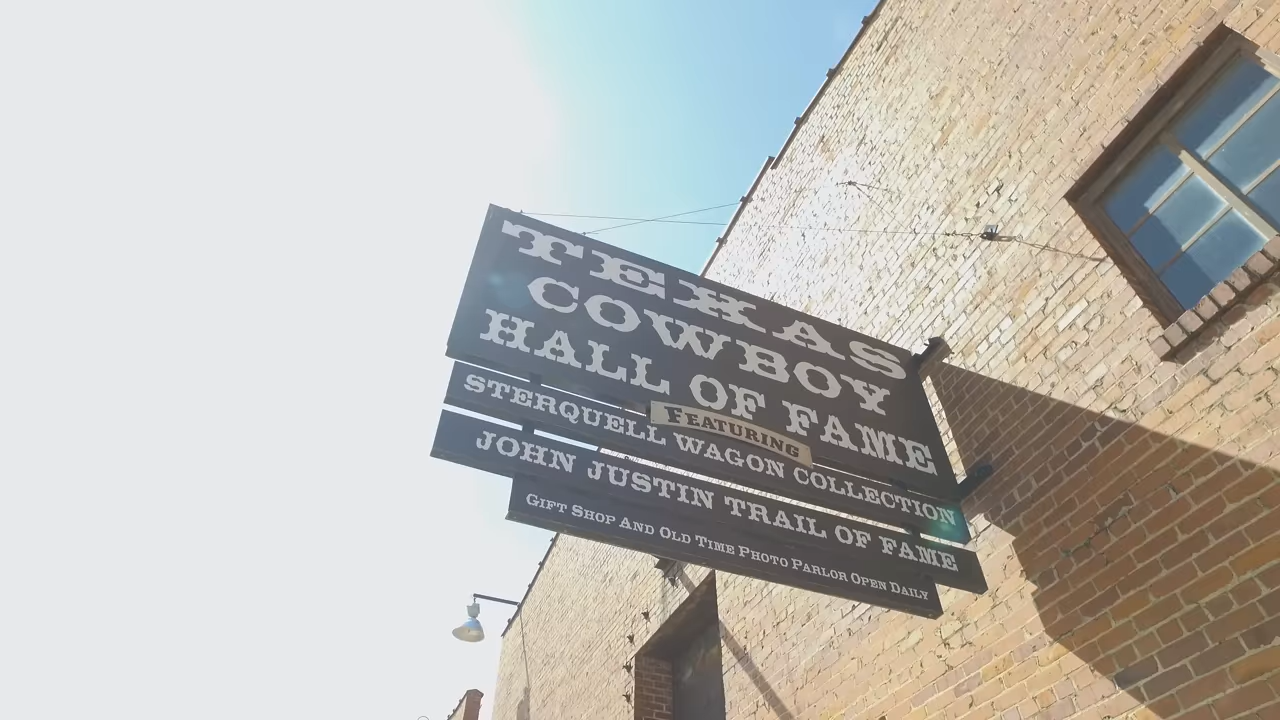 TEXAS
COWBOY
HALL OF FAME
FEATURING
STERQUELL WAGON COLLECTION
JOHN JUSTIN TRAIL OF FAME
GIFT SHOP AND OLD TIME PHOTO PARLOR OPEN DAILY